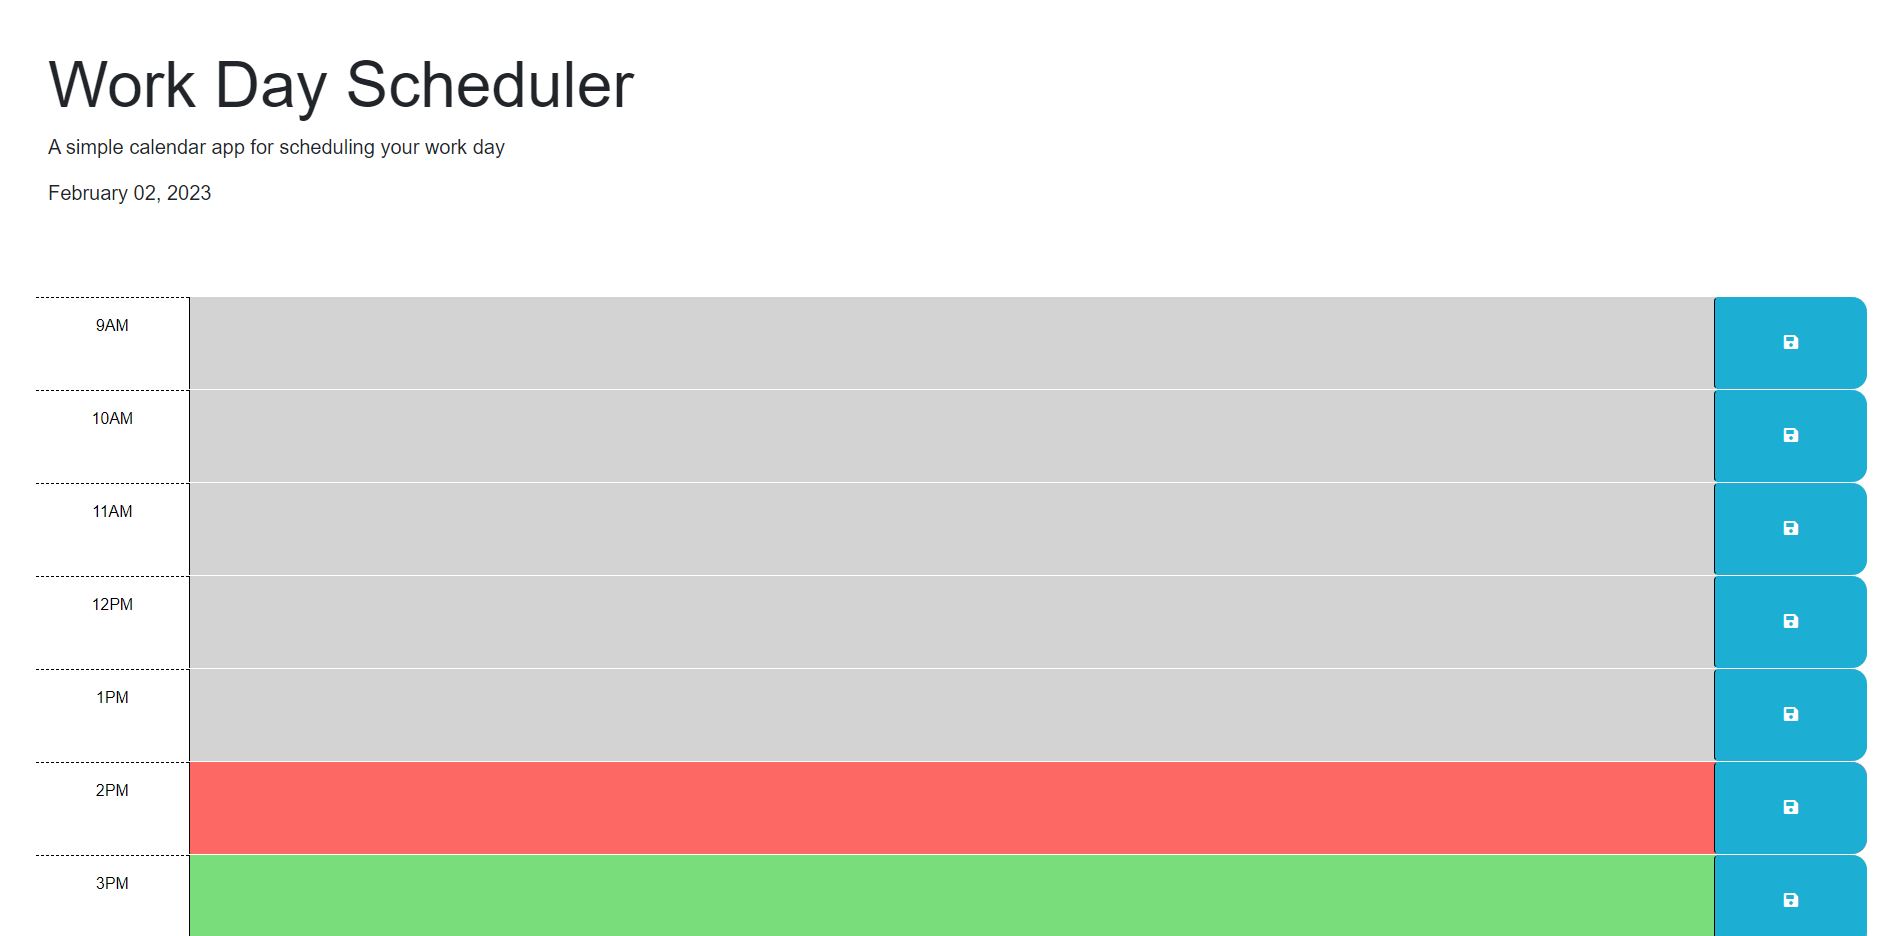 Work Day Scheduler
A simple calendar app for scheduling your work day
February 02, 2023
9AM
10AM
11AM
12PM
1PM
2PM
3PM